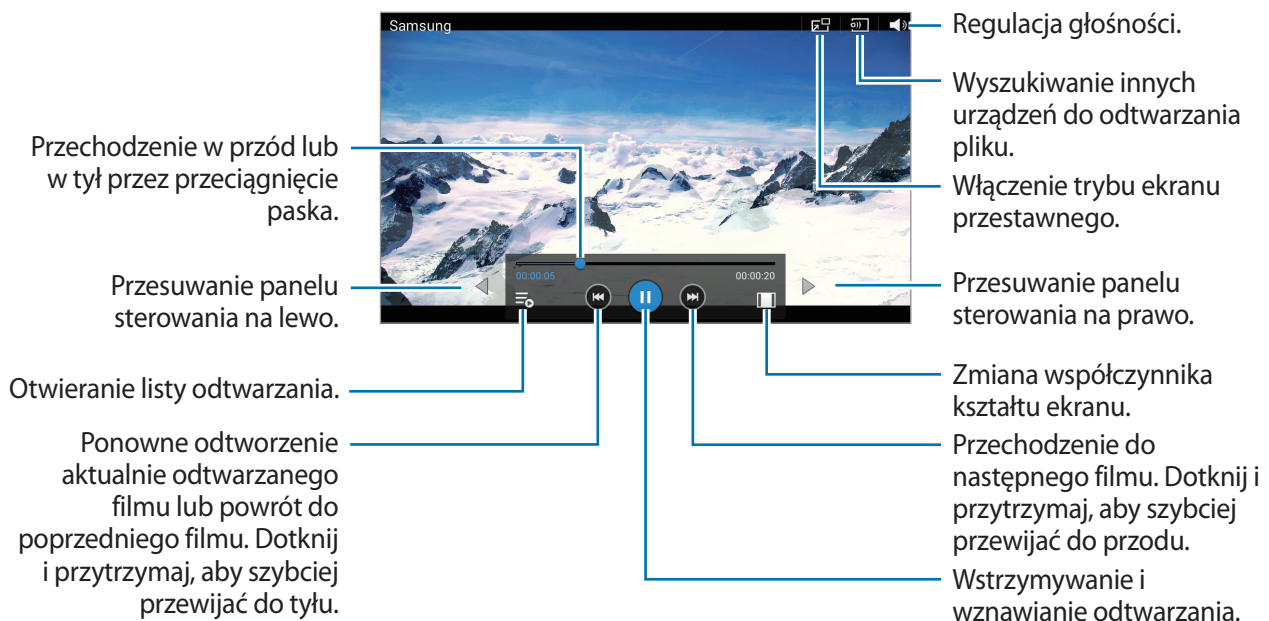 Samsung
00:00:05
00:00:20
Przechodzenie w przód lub
w tył przez przeciągnięcie
paska.
Przesuwanie panelu
sterowania na lewo.
Otwieranie listy odtwarzania.
Ponowne odtworzenie
aktualnie odtwarzanego
filmu lub powrót do
poprzedniego filmu. Dotknij
i przytrzymaj, aby szybciej
przewijać do tyłu.
Regulacja głośności.
Wyszukiwanie innych
urządzeń do odtwarzania
pliku.
Włączenie trybu ekranu
przestawnego.
Przesuwanie panelu
sterowania na prawo.
Zmiana współczynnika
kształtu ekranu.
Przechodzenie do
następnego filmu. Dotknij i
przytrzymaj, aby szybciej
przewijać do przodu.
Wstrzymywanie i
wznawianie odtwarzania.